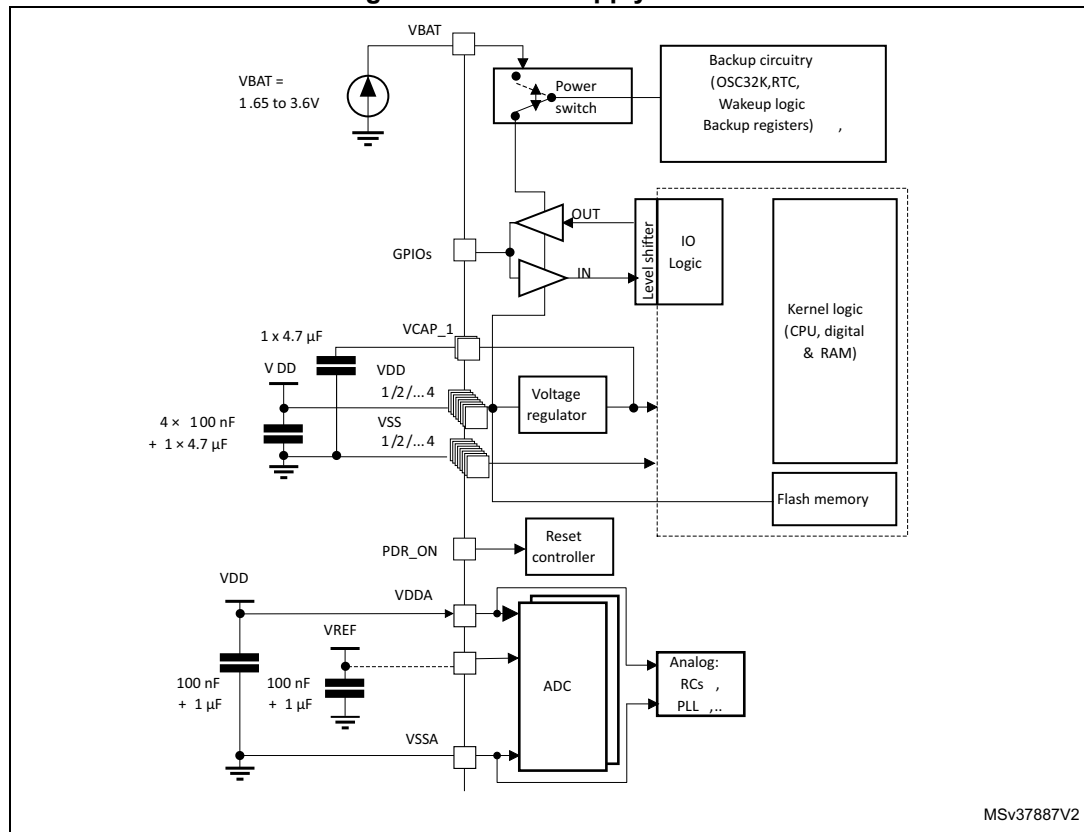 VBAT
VBAT =
1.65 to 3.6V
Power
switch
Backup circuitry
(OSC32K,RTC,
Wakeup logic
Backup registers) ,
OUT
GPIOs
IN
Level shifter
IO
Logic
Kernel logic
(CPU, digital
& RAM)
VCAP_1
1 x 4.7 µF
V DD
VDD
1/2/...4
Voltage
regulator
4 × 100 nF
+ 1 × 4.7 µF
VSS
1/2/...4
Flash memory
PDR_ON
Reset
controller
VDD
VDDA
VREF
100 nF
+ 1 µF
100 nF
+ 1 µF
ADC
Analog:
RCs ,
PLL ,..
VSSA
MSv37887V2